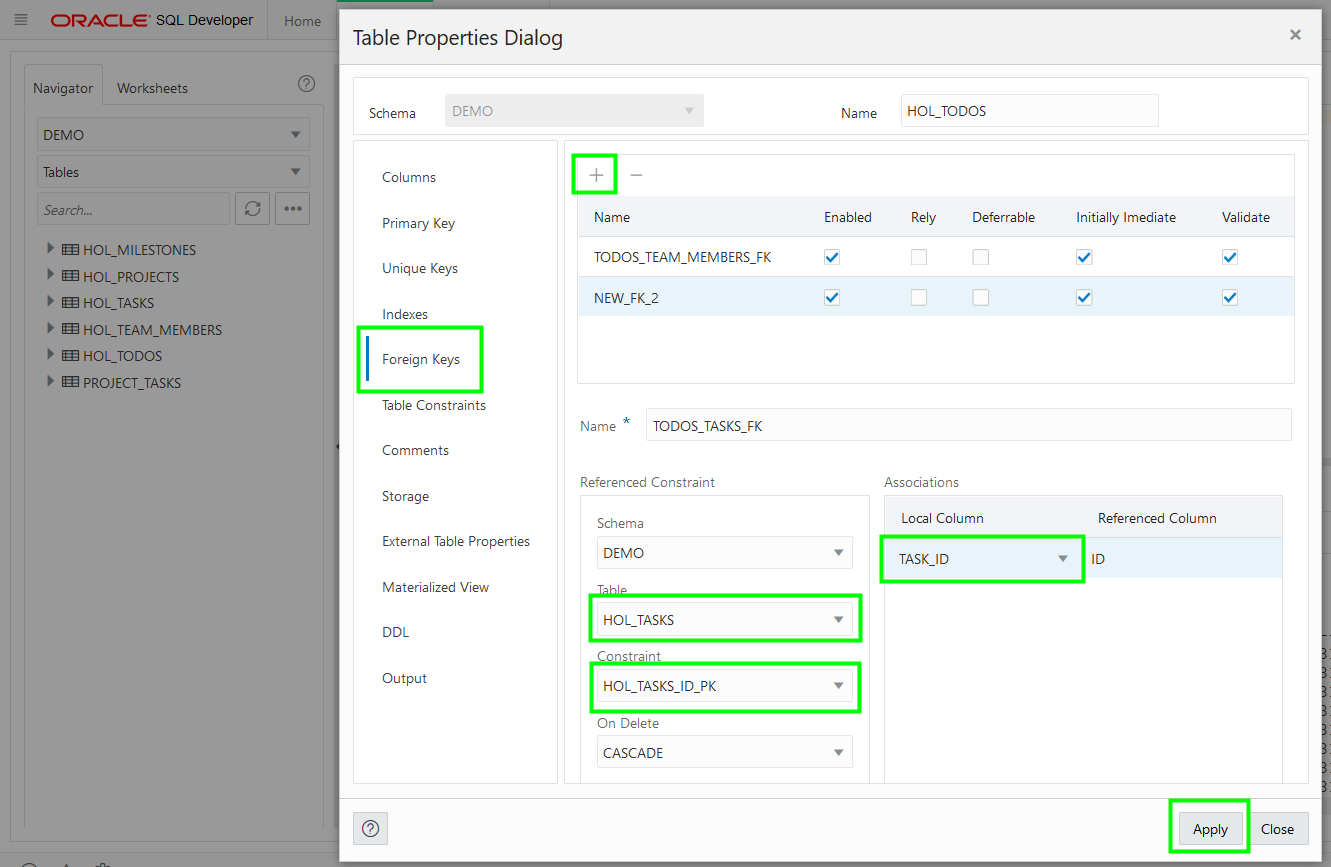 ORACLE® SQL Developer
Home
Navigator
Worksheets
DEMO
Tables
Search...
HOL_MILESTONES
HOL_PROJECTS
HOL_TASKS
HOL_TEAM_MEMBERS
HOL_TODOS
PROJECT_TASKS
Table Properties Dialog
Schema DEMO Name HOL_TODOS
Columns
Primary Key
Unique Keys
Indexes
Foreign Keys
Table Constraints
Comments
Storage
External Table Properties
Materialized View
DDL
Output
Name Enabled Rely Deferrable Initially Imediate Validate
TODOS_TEAM_MEMBERS_FK
NEW_FK_2
Name * TODOS_TASKS_FK
Referenced Constraint
Schema
DEMO
Table
HOL_TASKS
Constraint
HOL_TASKS_ID_PK
On Delete
CASCADE
Associations
Local Column Referenced Column
TASK_ID ID
Apply Close